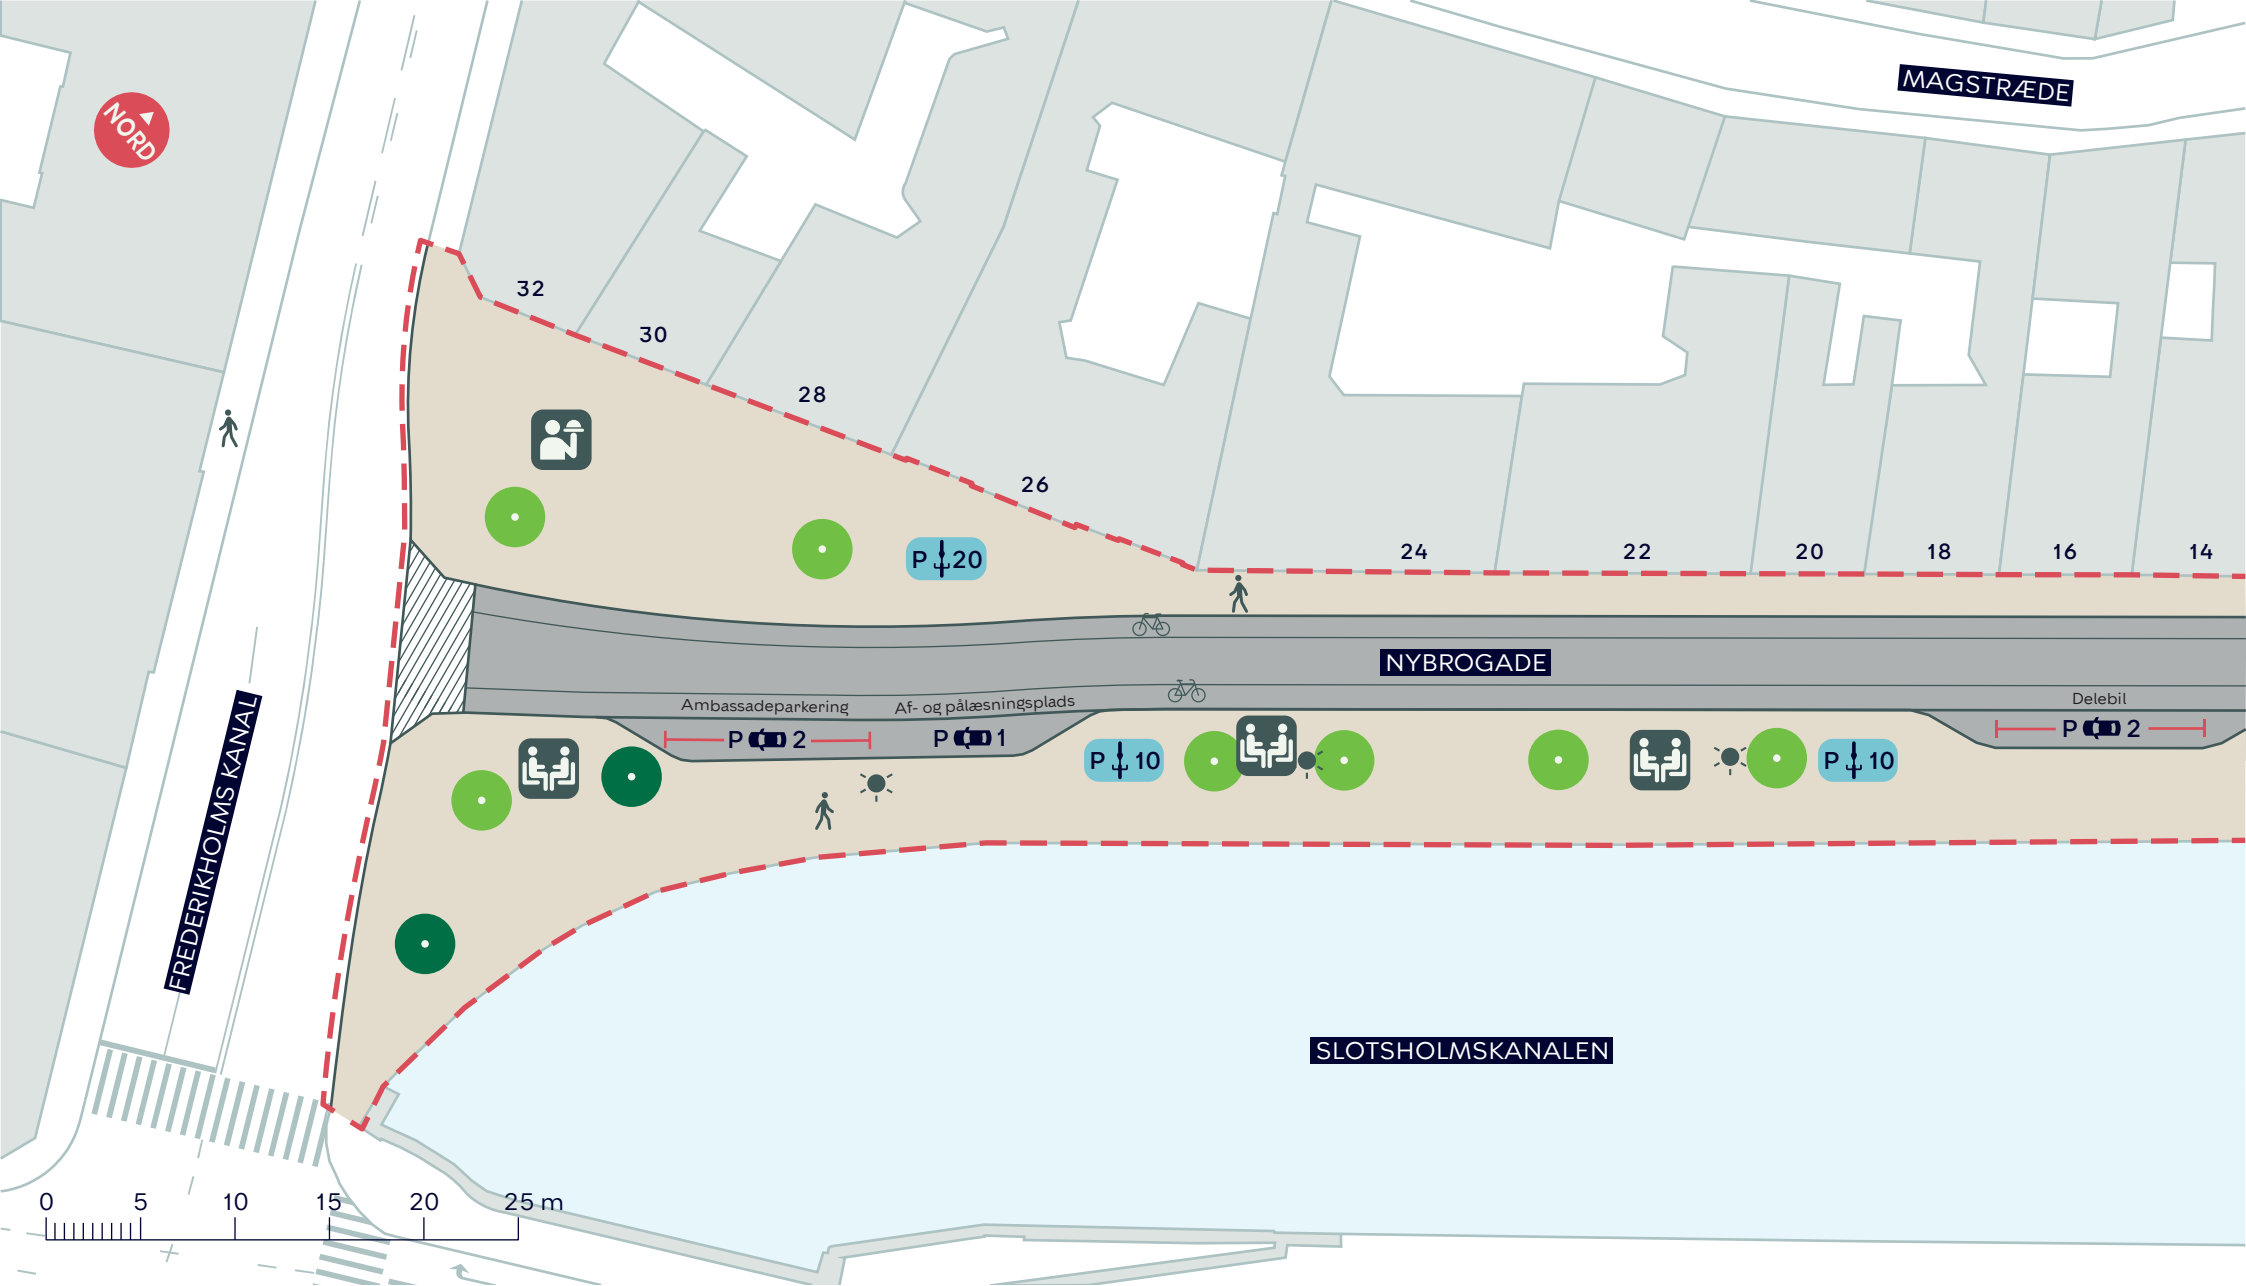 MAGSTRÆDE
NORD
32
30
28
26
24
22
20
18
16
14
P 20
NYBROGADE
Ambassadeparkering
Af- og pålæsningsplads
Delebil
P 2
P 1
P 2
P 10
P 10
FREDERIKHOLMS KANAL
SLOTSHOLMSKANALEN
0 5 10 15 20 25 m